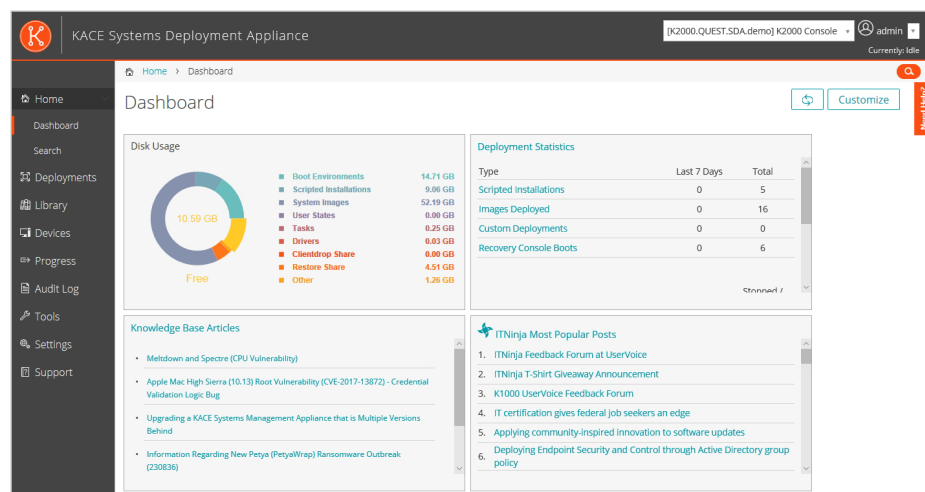 KACE Systems Deployment Appliance
[K2000.QUEST.SDA.demo] K2000 Console
admin
Currently: Idle
Home
Dashboard
Search
Deployments
Library
Devices
Progress
Audit Log
Tools
Settings
Support
Home › Dashboard
Dashboard
Customize
Need Help?
Disk Usage
10.59 GB
Free
Boot Environments 14.71 GB
Scripted Installations 9.06 GB
System Images 52.19 GB
User States 0.00 GB
Tasks 0.25 GB
Drivers 0.03 GB
Clientdrop Share 0.00 GB
Restore Share 4.51 GB
Other 1.26 GB
Deployment Statistics
Type Last 7 Days Total
Scripted Installations 0 5
Images Deployed 0 16
Custom Deployments 0 0
Recovery Console Boots 0 6
Stopped /
Knowledge Base Articles
• Meltdown and Spectre (CPU Vulnerability)
• Apple Mac High Sierra (10.13) Root Vulnerability (CVE-2017-13872) - Credential
Validation Logic Bug
• Upgrading a KACE Systems Management Appliance that is Multiple Versions
Behind
• Information Regarding New Petya (PetyaWrap) Ransomware Outbreak
(230836)
ITNinja Most Popular Posts
1. ITNinja Feedback Forum at UserVoice
2. ITNinja T-Shirt Giveaway Announcement
3. K1000 UserVoice Feedback Forum
4. IT certification gives federal job seekers an edge
5. Applying community-inspired innovation to software updates
6. Deploying Endpoint Security and Control through Active Directory group
policy